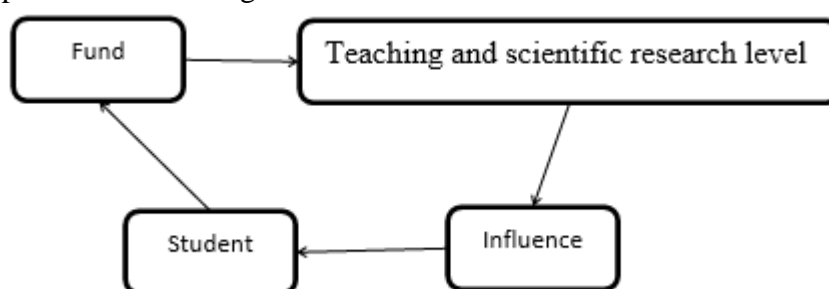 Fund
Teaching and scientific research level
Student
Influence